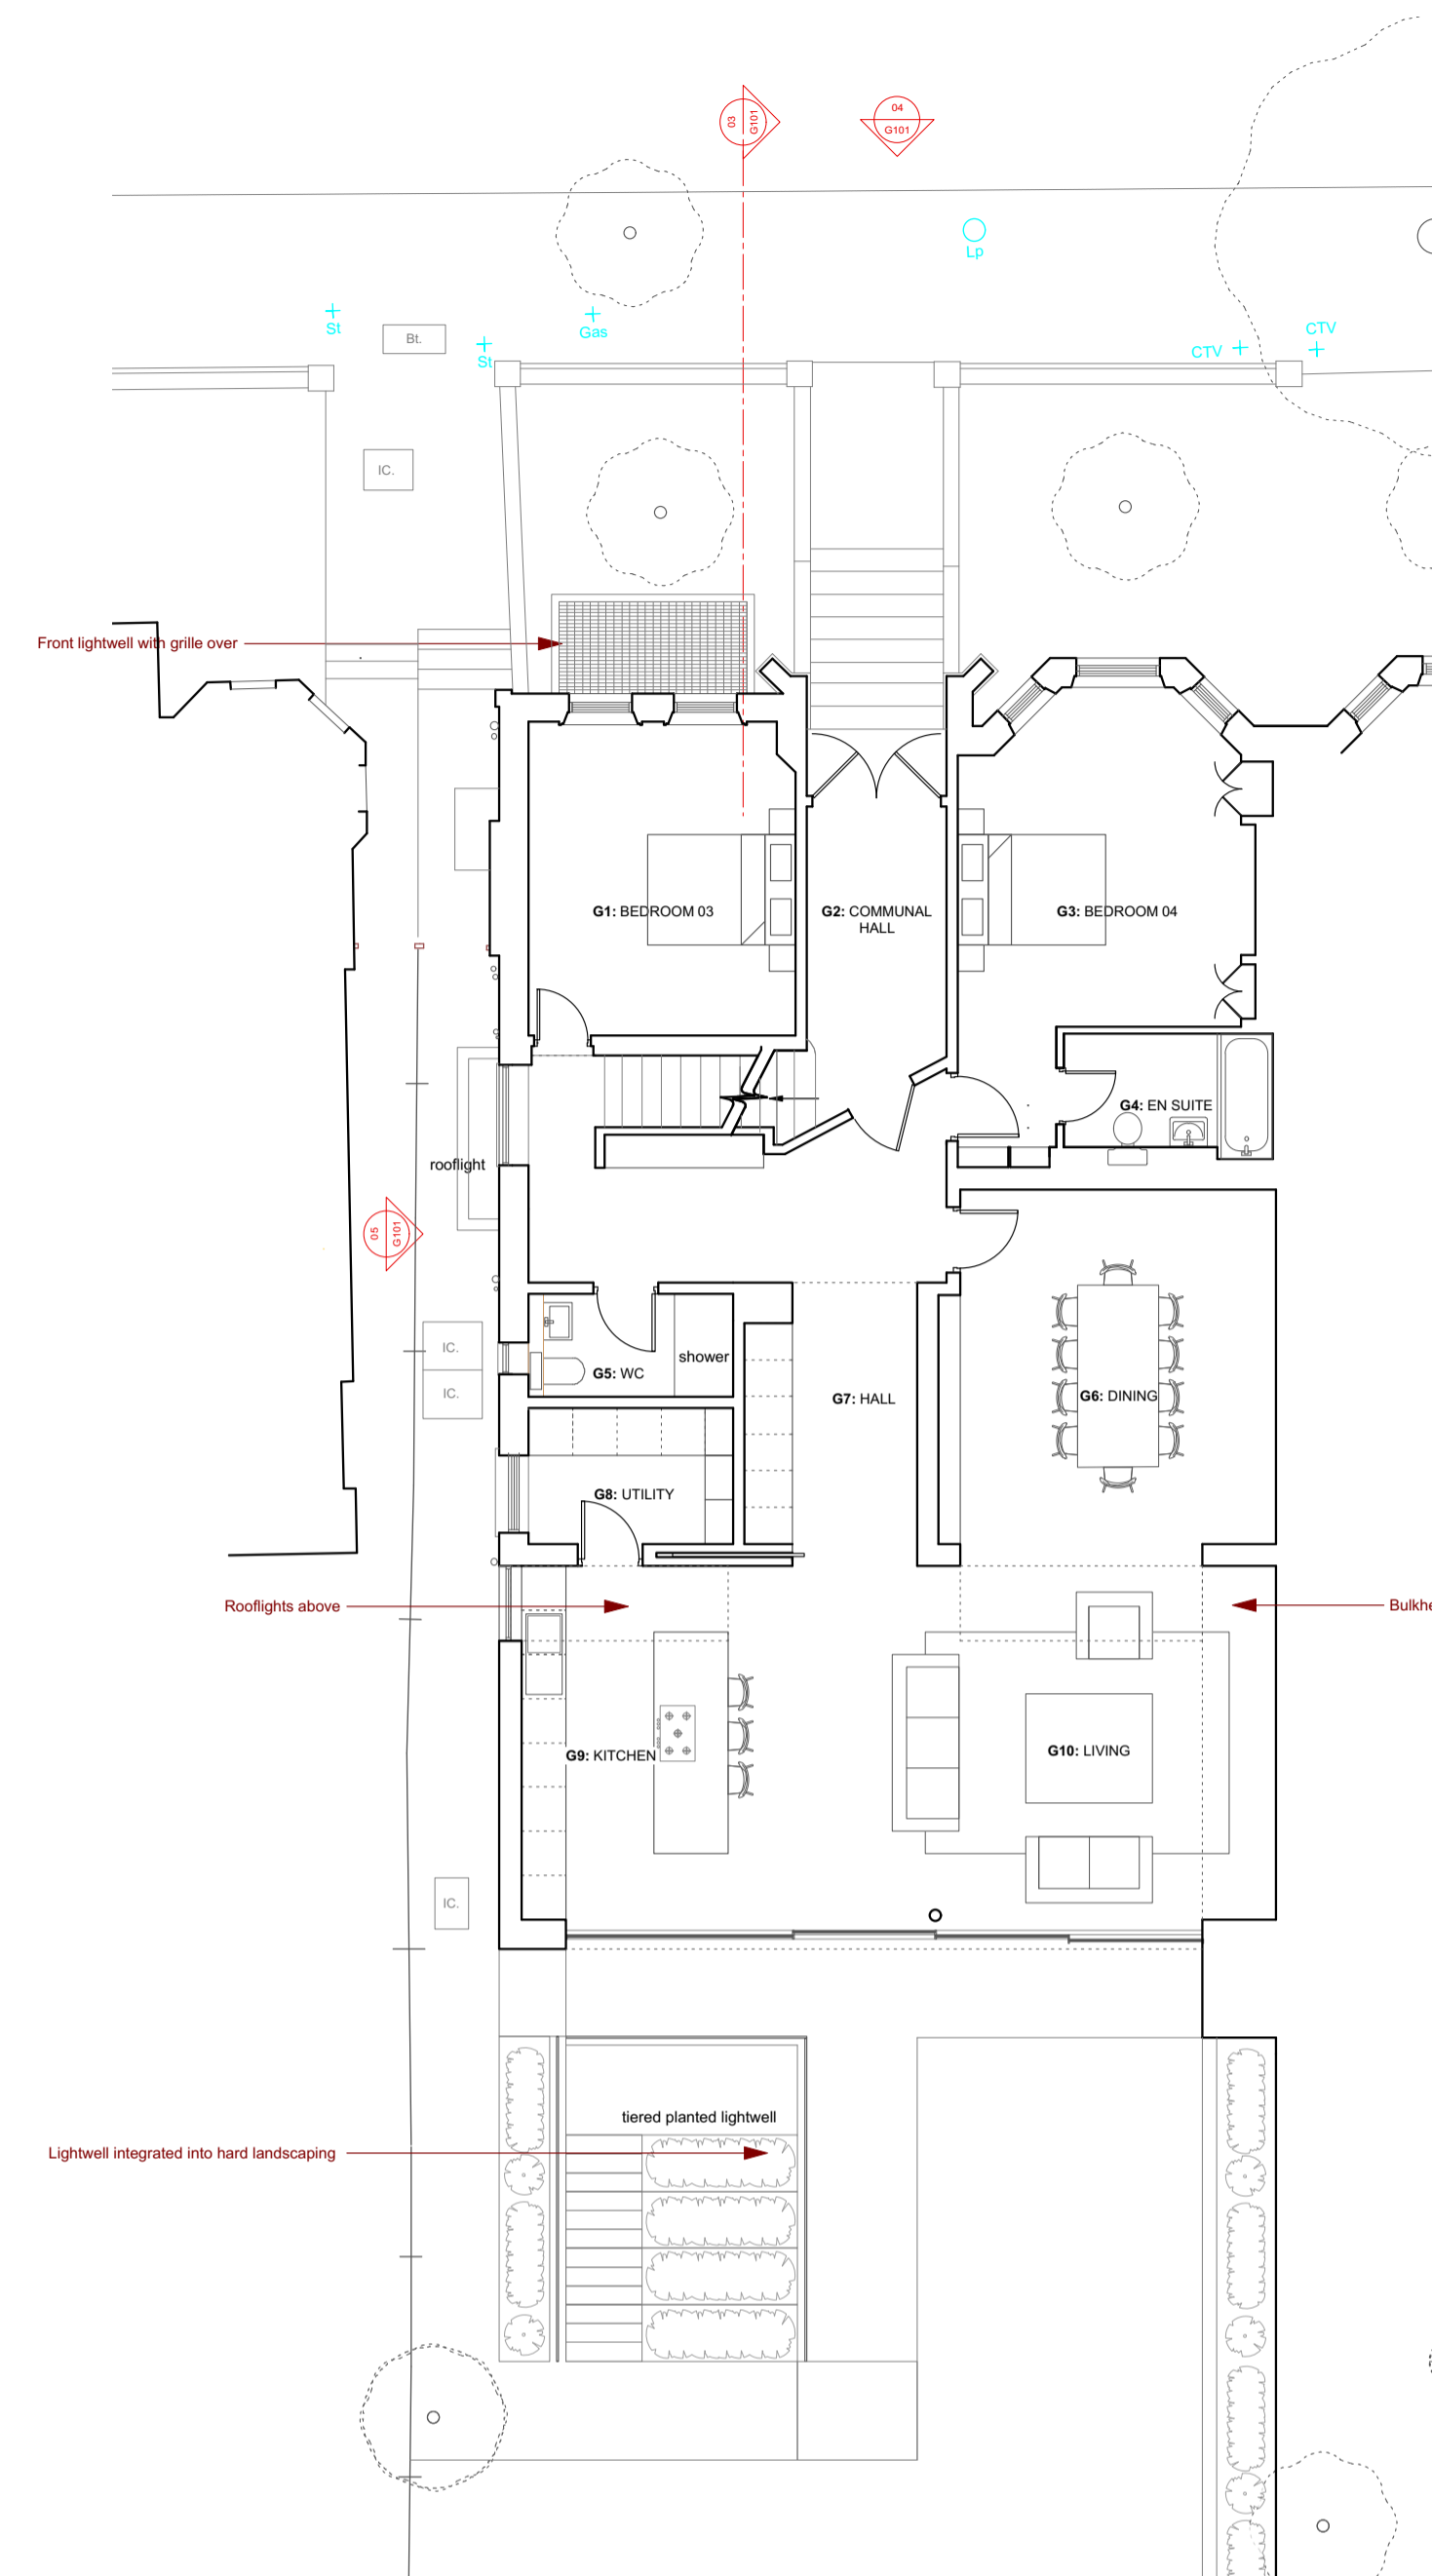 03
G101
04
G101
Lp
St
Bt.
St
Gas
CTV
CTV
IC.
Front lightwell with grille over
G1: BEDROOM 03
G2: COMMUNAL
HALL
G3: BEDROOM 04
G4: EN SUITE
rooflight
05
G101
IC.
IC.
G5: WC
shower
G7: HALL
G6: DINING
G8: UTILITY
Rooflights above
Bulkhe
G9: KITCHEN
G10: LIVING
IC.
tiered planted lightwell
Lightwell integrated into hard landscaping